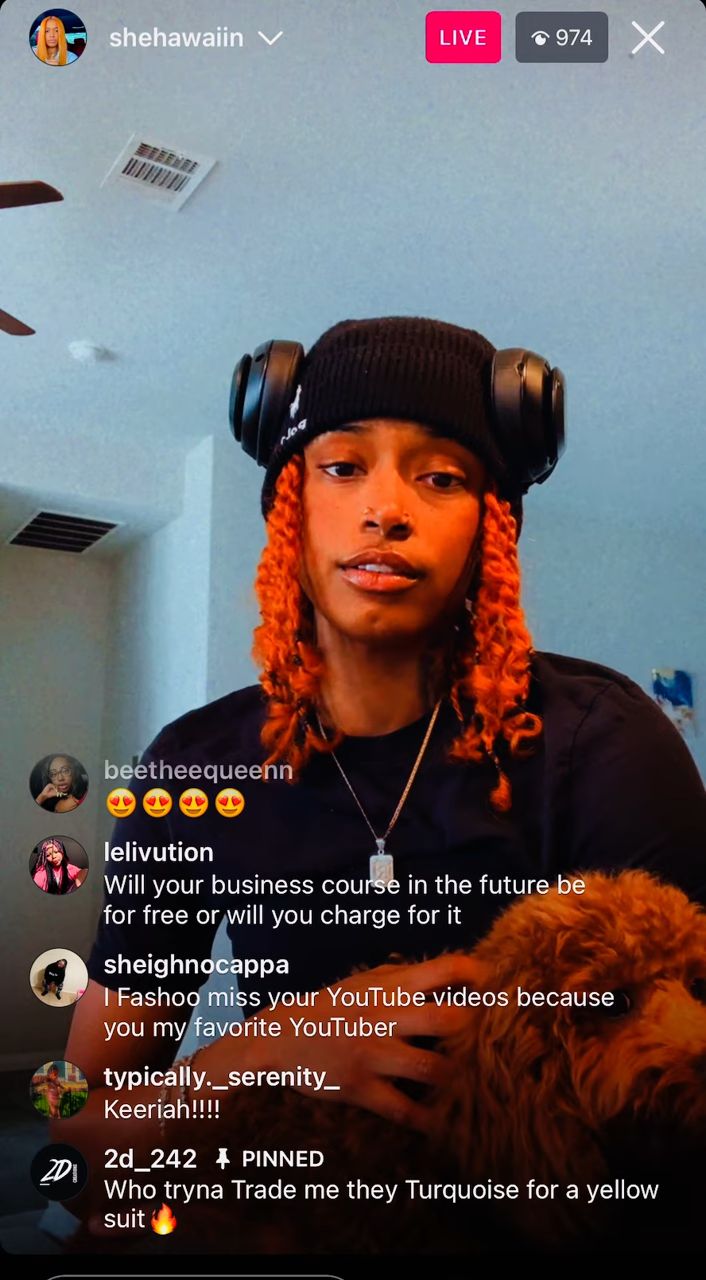 shehawaiin
LIVE
974
beetheequeenn
😍😍😍😍
lelivution
Will your business course in the future be
for free or will you charge for it
sheighnocappa
I Fashoo miss your YouTube videos because
you my favorite YouTuber
typically._serenity_
Keeriah!!!!
2d_242 PINNED
Who tryna Trade me they Turquoise for a yellow
suit🔥
2D